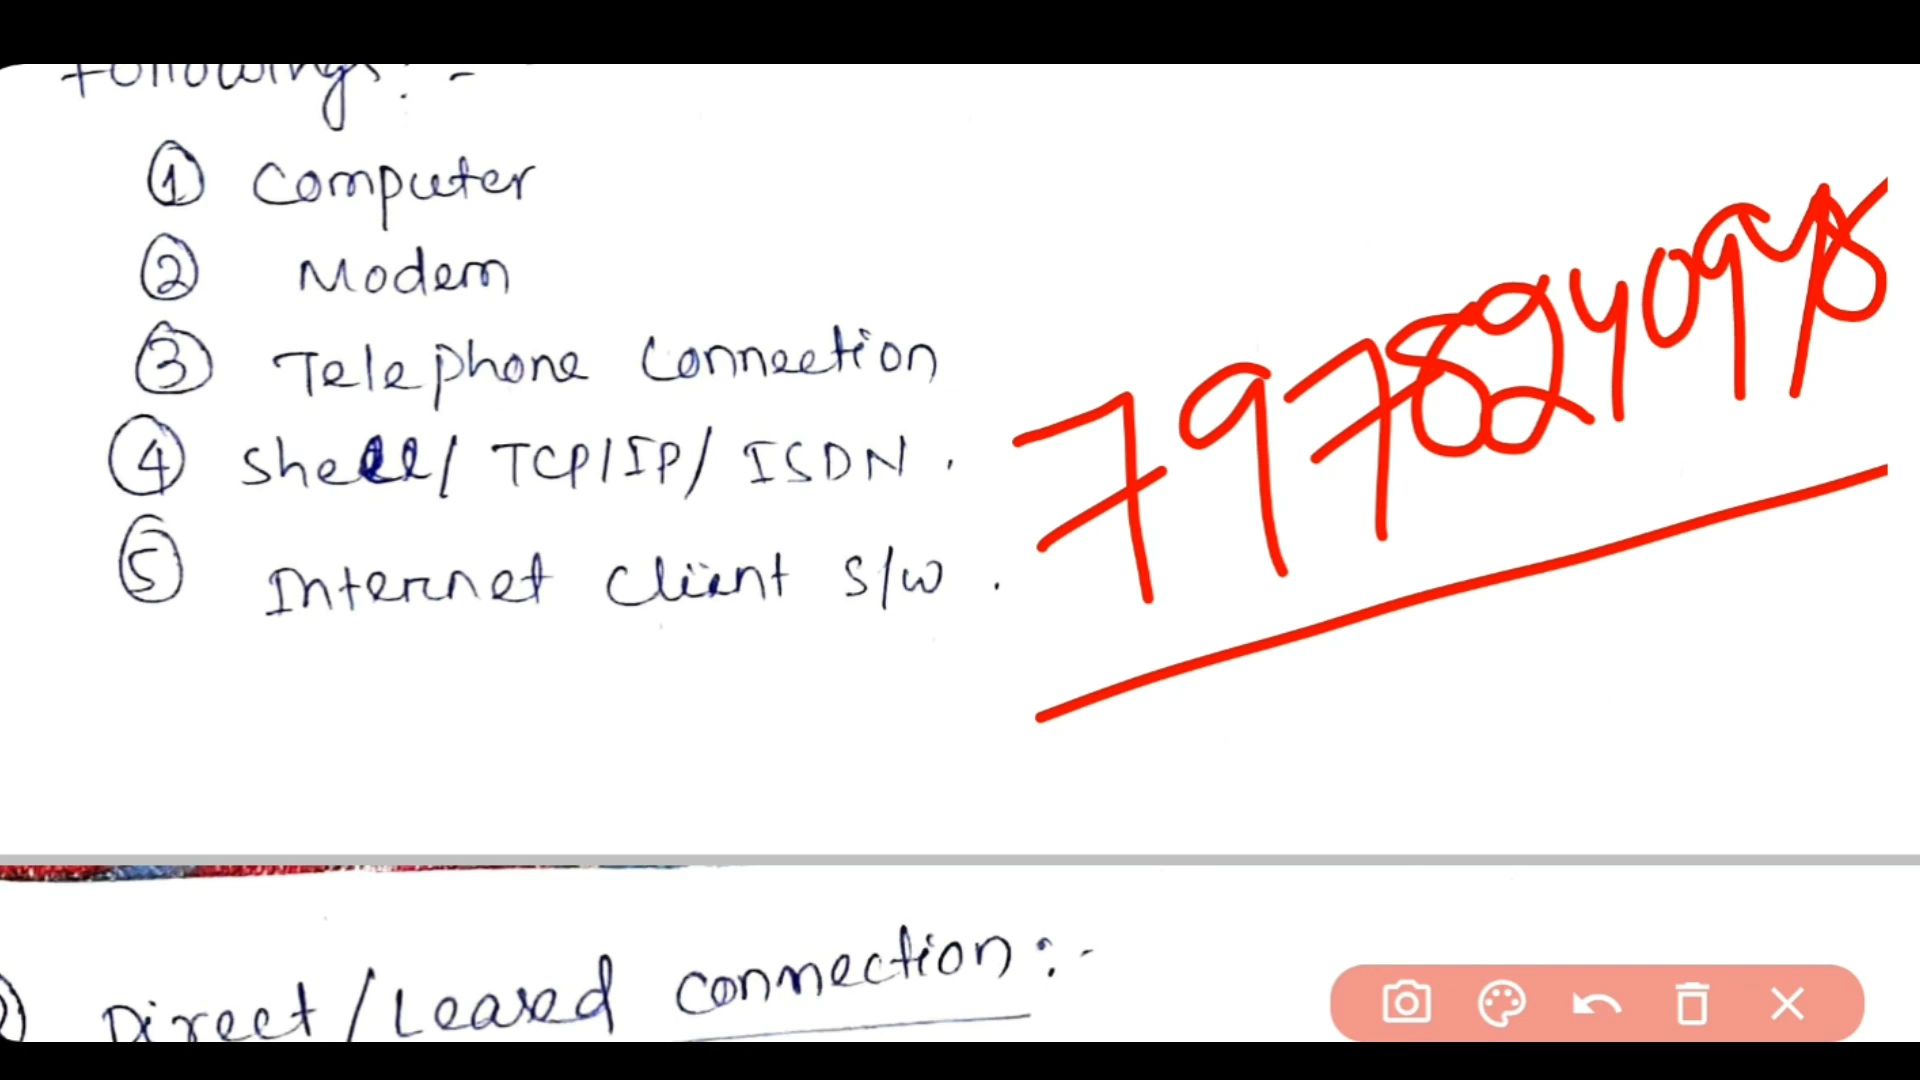 Followings :-
① Computer
② Modem
③ Telephone Connection
④ Shell / TCP/IP / ISDN .
⑤ Internet Client S/W .
Direct / Leased connection :-